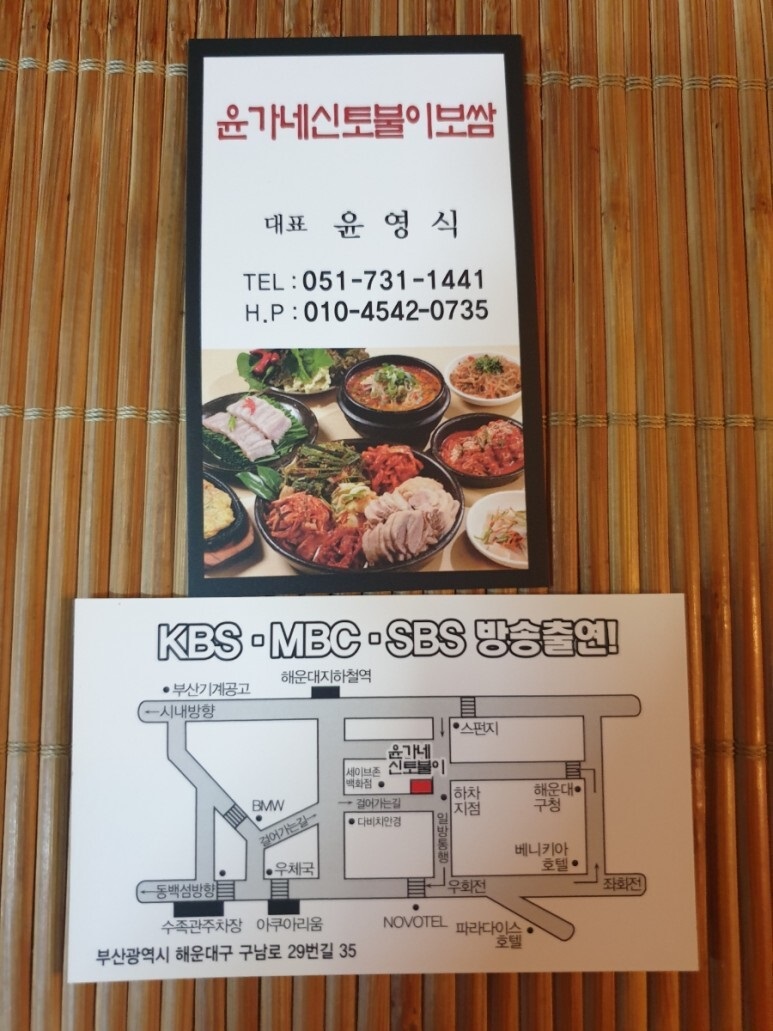 윤가네신토불이보쌈
대표 윤영식
TEL : 051-731-1441
H.P : 010-4542-0735
KBS · MBC · SBS 방송출연!
해운대지하철역
• 부산기계공고
←시내방향
• 스펀지
윤가네
신토불이
세이브존
백화점 •
하차
지점
해운대
구청
BMW
→ 걸어가는길
걸어가는길
• 다비치안경
일방통행
베니키아
호텔 •
• 우체국
←동백섬방향
우회전
좌회전
수족관주차장
아쿠아리움
NOVOTEL
파라다이스
호텔
부산광역시 해운대구 구남로 29번길 35